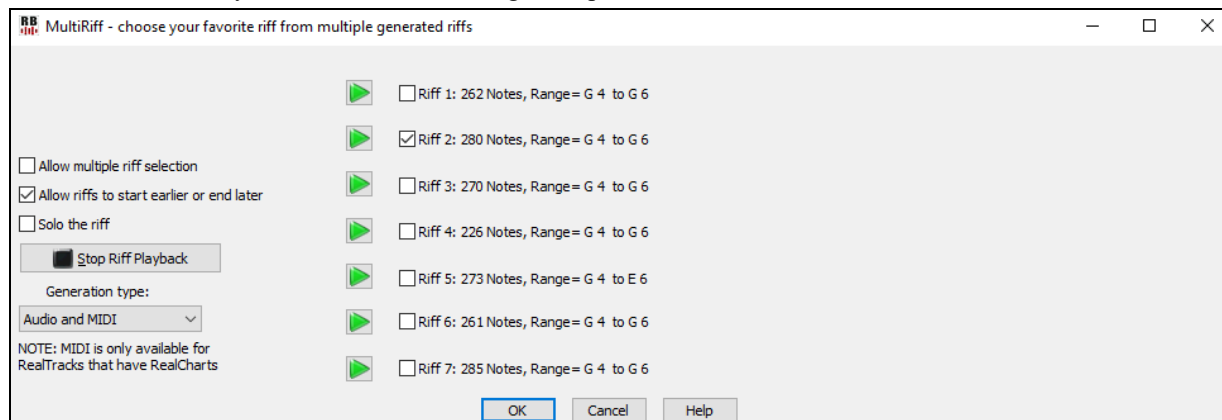 RB MultiRiff - choose your favorite riff from multiple generated riffs
Riff 1: 262 Notes, Range= G 4 to G 6
Riff 2: 280 Notes, Range= G 4 to G 6
Allow multiple riff selection
Riff 3: 270 Notes, Range= G 4 to G 6
Allow riffs to start earlier or end later
Solo the riff
Riff 4: 226 Notes, Range= G 4 to G 6
Stop Riff Playback
Riff 5: 273 Notes, Range= G 4 to E 6
Generation type:
Audio and MIDI
Riff 6: 261 Notes, Range= G 4 to G 6
NOTE: MIDI is only available for
RealTracks that have RealCharts
Riff 7: 285 Notes, Range= G 4 to G 6
OK Cancel Help